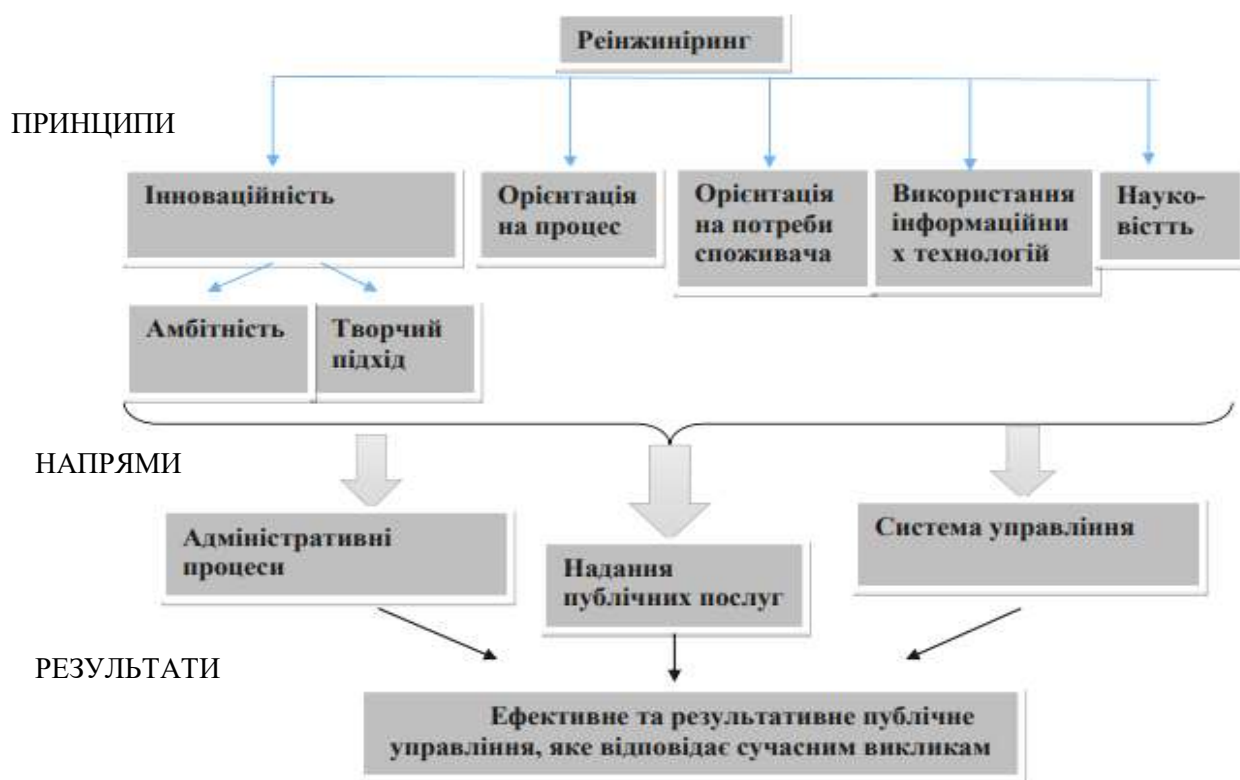 Реінжиніринг
ПРИНЦИПИ
Інноваційність
Орієнтація
на процес
Орієнтація
на потреби
споживача
Використання
інформаційни
х технологій
Науко-
вістть
Амбітність
Творчий
підхід
НАПРЯМИ
Адміністративні
процеси
Надання
публічних послуг
Система управління
РЕЗУЛЬТАТИ
Ефективне та результативне публічне
управління, яке відповідає сучасним викликам